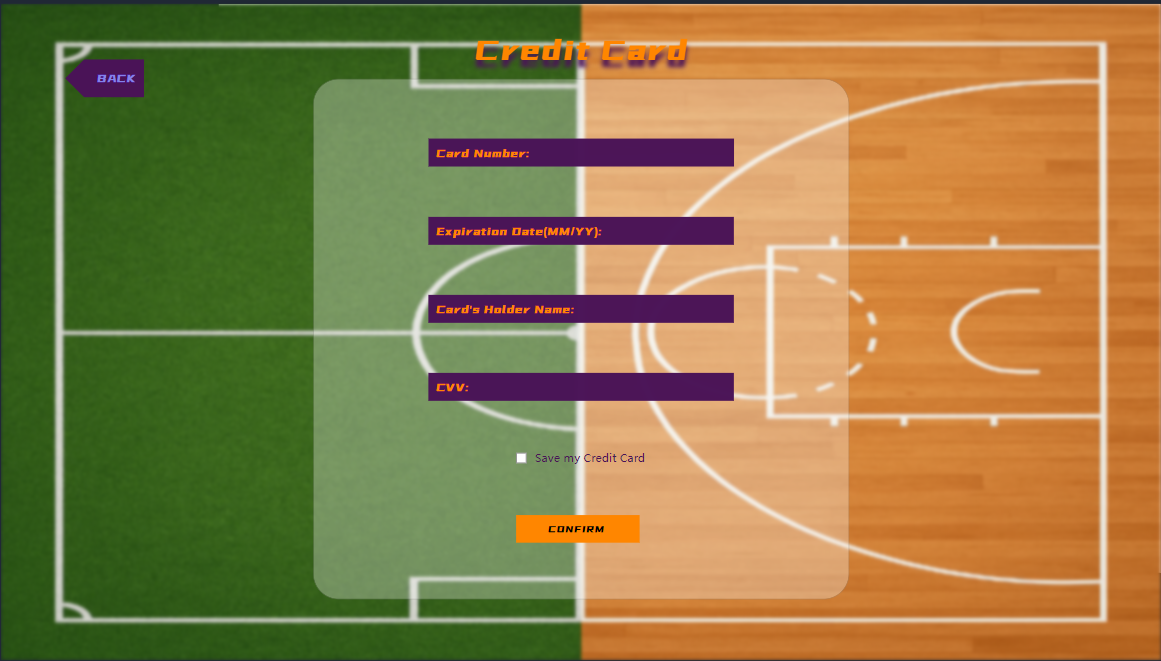 Credit Card
BACK
Card Number:
Expiration Date(MM/YY):
Card's Holder Name:
CVV:
Save my Credit Card
CONFIRM